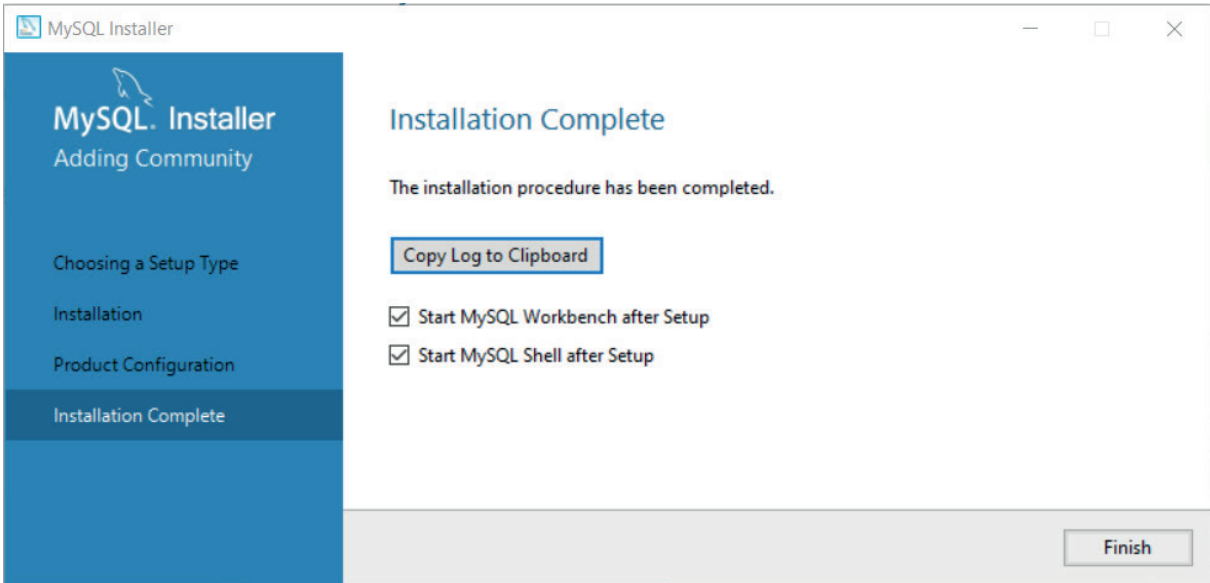 MySQL Installer
MySQL. Installer
Adding Community
Choosing a Setup Type
Installation
Product Configuration
Installation Complete
Installation Complete
The installation procedure has been completed.
Copy Log to Clipboard
Start MySQL Workbench after Setup
Start MySQL Shell after Setup
Finish